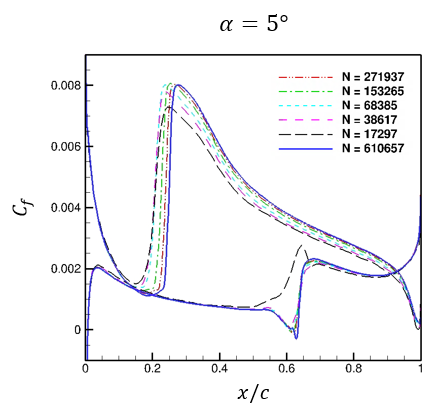 α = 5°
N = 271937
N = 153265
N = 68385
N = 38617
N = 17297
N = 610657
0.008
0.006
0.004
0.002
0
C_f
0 0.2 0.4 0.6 0.8 1
x/c